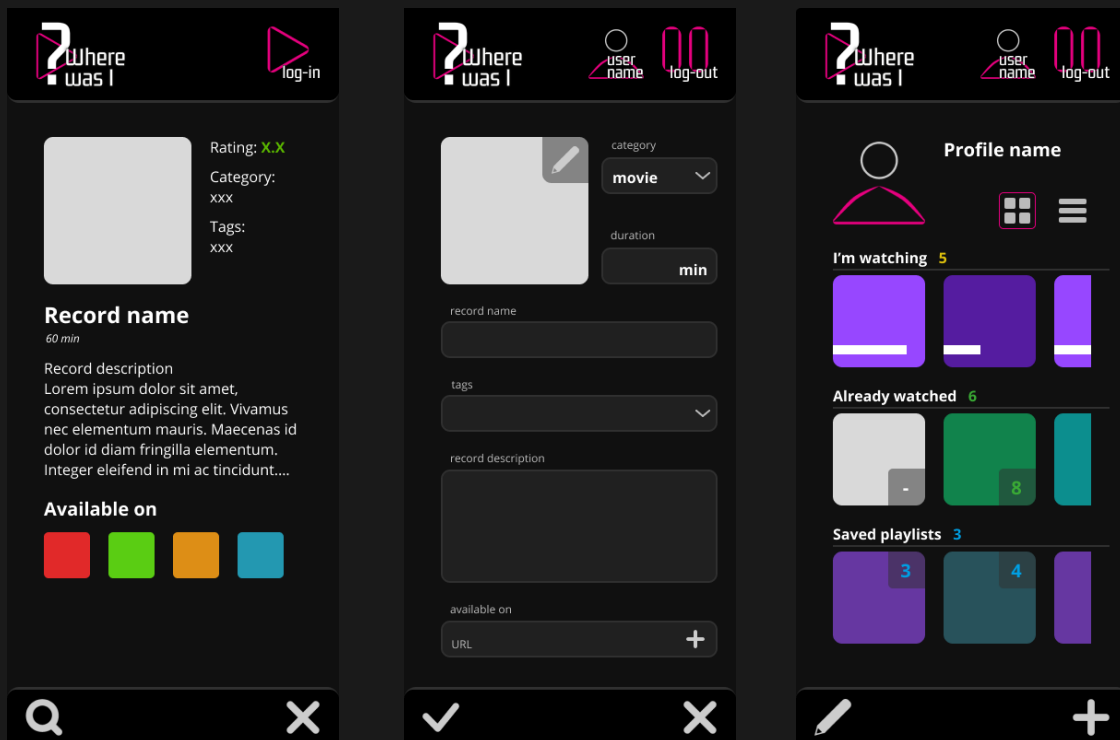 ?Where
was I
log-in
Rating: X.X
Category:
xxx
Tags:
xxx
Record name
60 min
Record description
Lorem ipsum dolor sit amet,
consectetur adipiscing elit. Vivamus
nec elementum mauris. Maecenas id
dolor id diam fringilla elementum.
Integer eleifend in mi ac tincidunt....
Available on
?Where
was I
user
name
log-out
category
movie
duration
min
record name
tags
record description
available on
URL
?Where
was I
user
name
log-out
Profile name
I'm watching 5
Already watched 6
- 8
Saved playlists 3
3 4